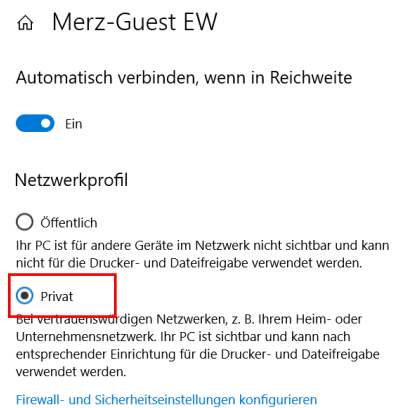 Merz-Guest EW
Automatisch verbinden, wenn in Reichweite
Ein
Netzwerkprofil
Öffentlich
Ihr PC ist für andere Geräte im Netzwerk nicht sichtbar und kann
nicht für die Drucker- und Dateifreigabe verwendet werden.
Privat
Bei vertrauenswürdigen Netzwerken, z. B. Ihrem Heim- oder
Unternehmensnetzwerk. Ihr PC ist sichtbar und kann nach
entsprechender Einrichtung für die Drucker- und Dateifreigabe
verwendet werden.
Firewall- und Sicherheitseinstellungen konfigurieren